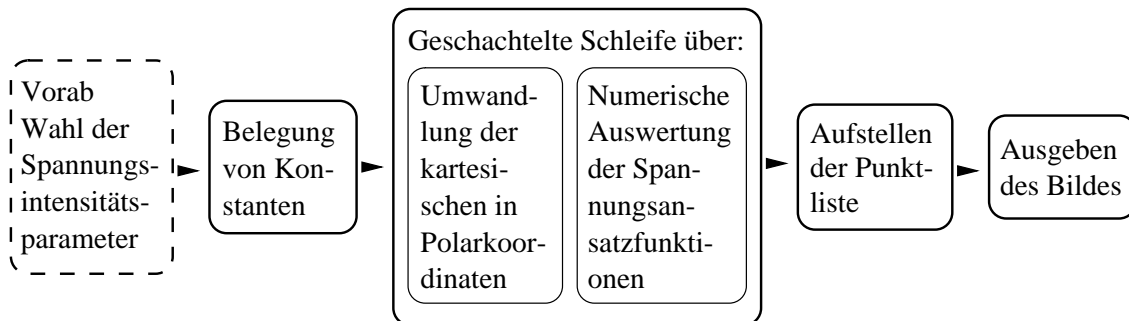 Vorab
Wahl der
Spannungs-
intensitäts-
parameter
Belegung
von Kon-
stanten
Geschachtelte Schleife über:
Umwand-
lung der
kartesi-
schen in
Polarkoor-
dinaten
Numerische
Auswertung
der Span-
nungsan-
satzfunkti-
onen
Aufstellen
der Punkt-
liste
Ausgeben
des Bildes